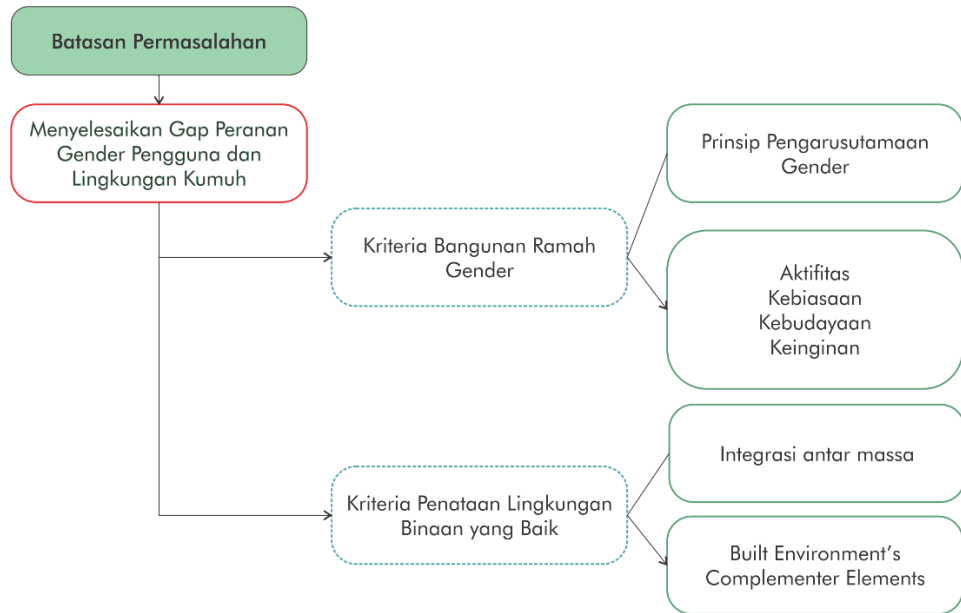 Batasan Permasalahan
Menyelesaikan Gap Peranan
Gender Pengguna dan
Lingkungan Kumuh
Kriteria Bangunan Ramah
Gender
Prinsip Pengarusutamaan
Gender
Aktifitas
Kebiasaan
Kebudayaan
Keinginan
Kriteria Penataan Lingkungan
Binaan yang Baik
Integrasi antar massa
Built Environment's
Complementer Elements